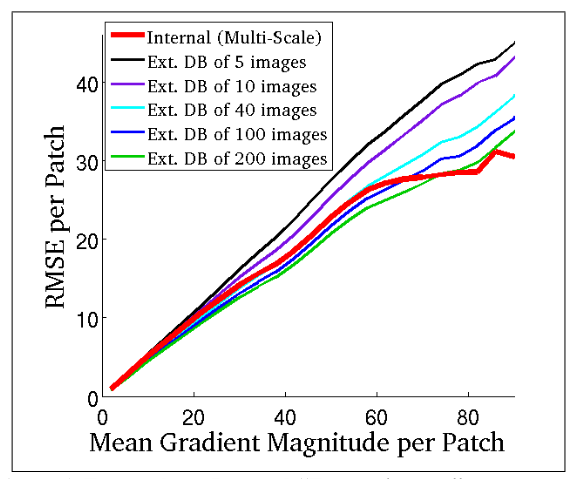 Internal (Multi-Scale)
Ext. DB of 5 images
Ext. DB of 10 images
Ext. DB of 40 images
Ext. DB of 100 images
Ext. DB of 200 images
RMSE per Patch
40
30
20
10
0
0 20 40 60 80
Mean Gradient Magnitude per Patch